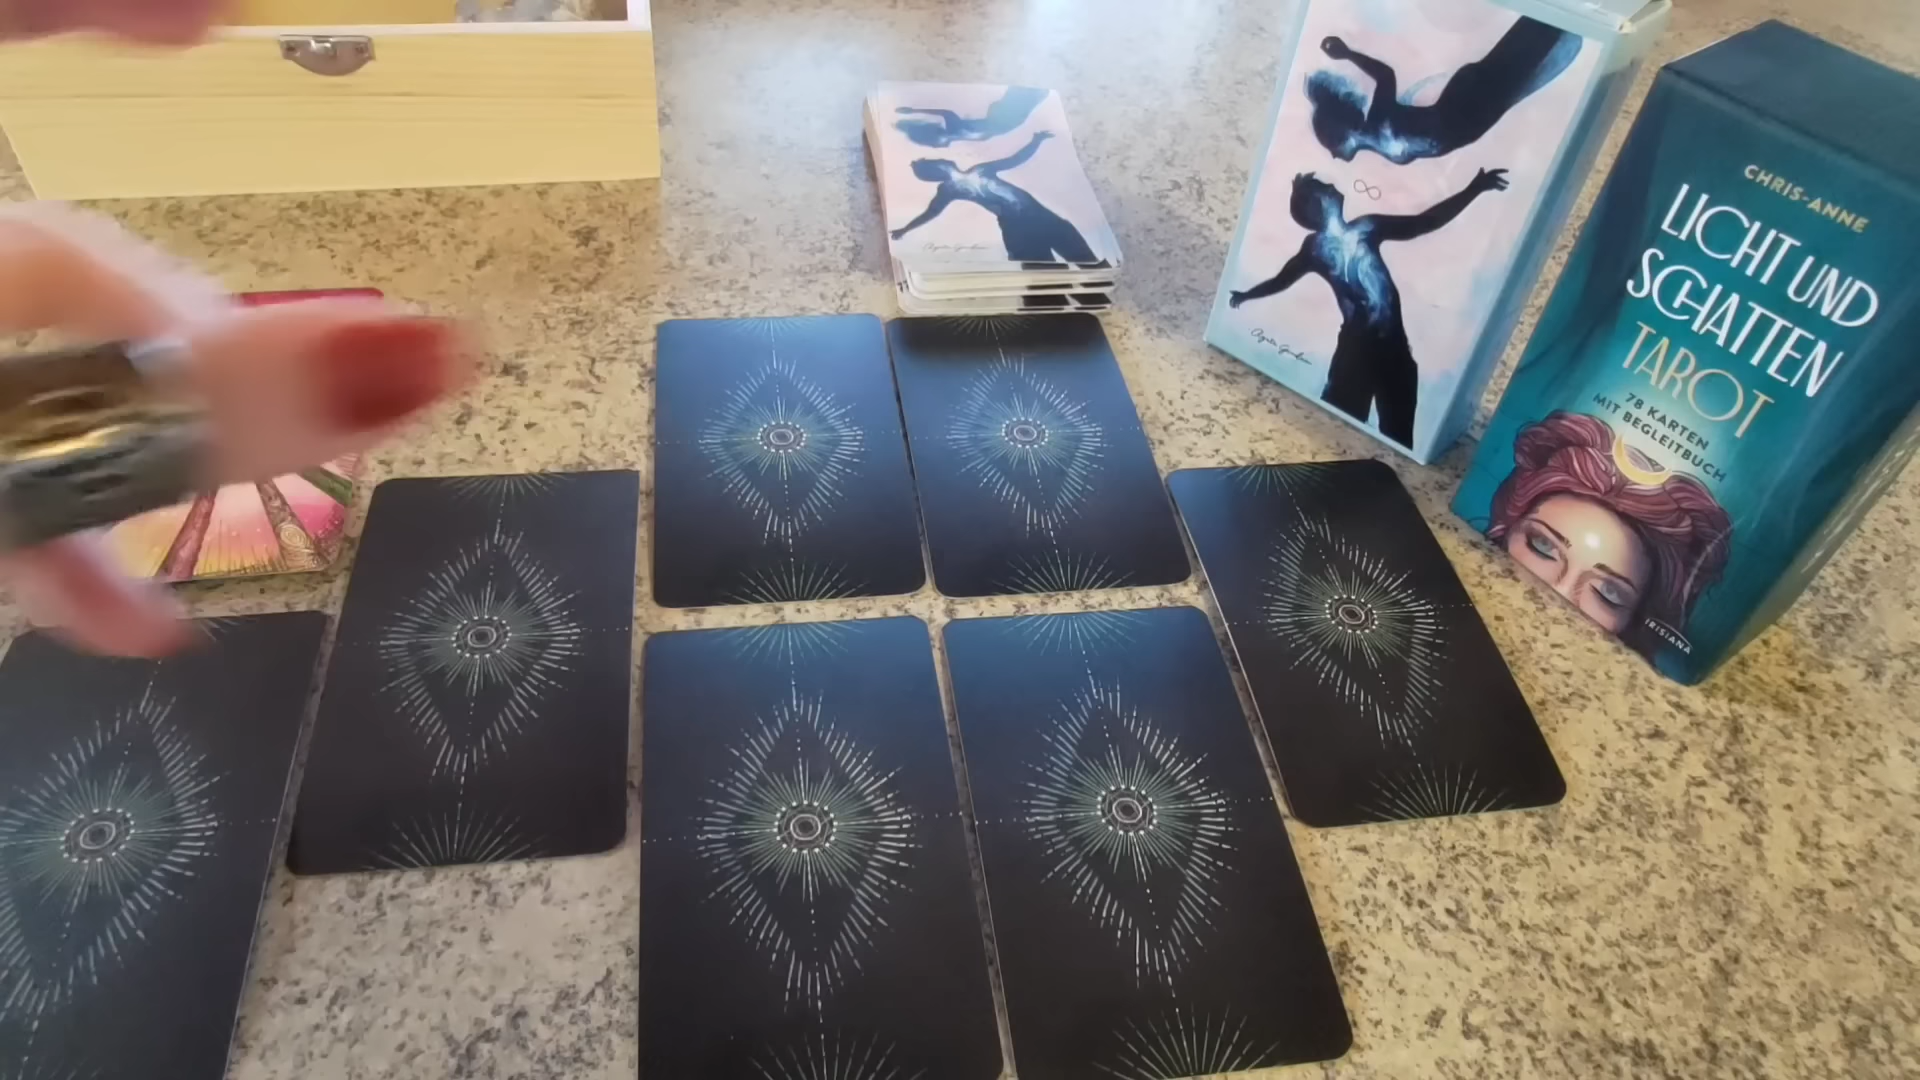 CHRIS-ANNE
LICHT UND
SCHATTEN
TAROT
78 KARTEN
MIT BEGLEITBUCH
IRISIANA